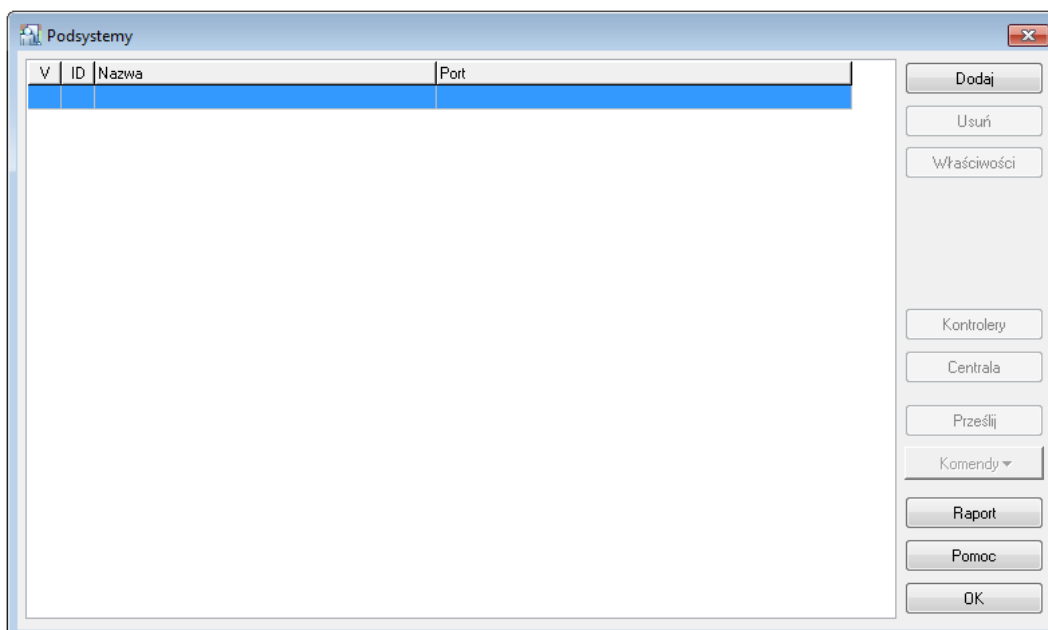 Podsystemy
V ID Nazwa Port
Dodaj
Usuń
Właściwości
Kontrolery
Centrala
Prześlij
Komendy
Raport
Pomoc
OK